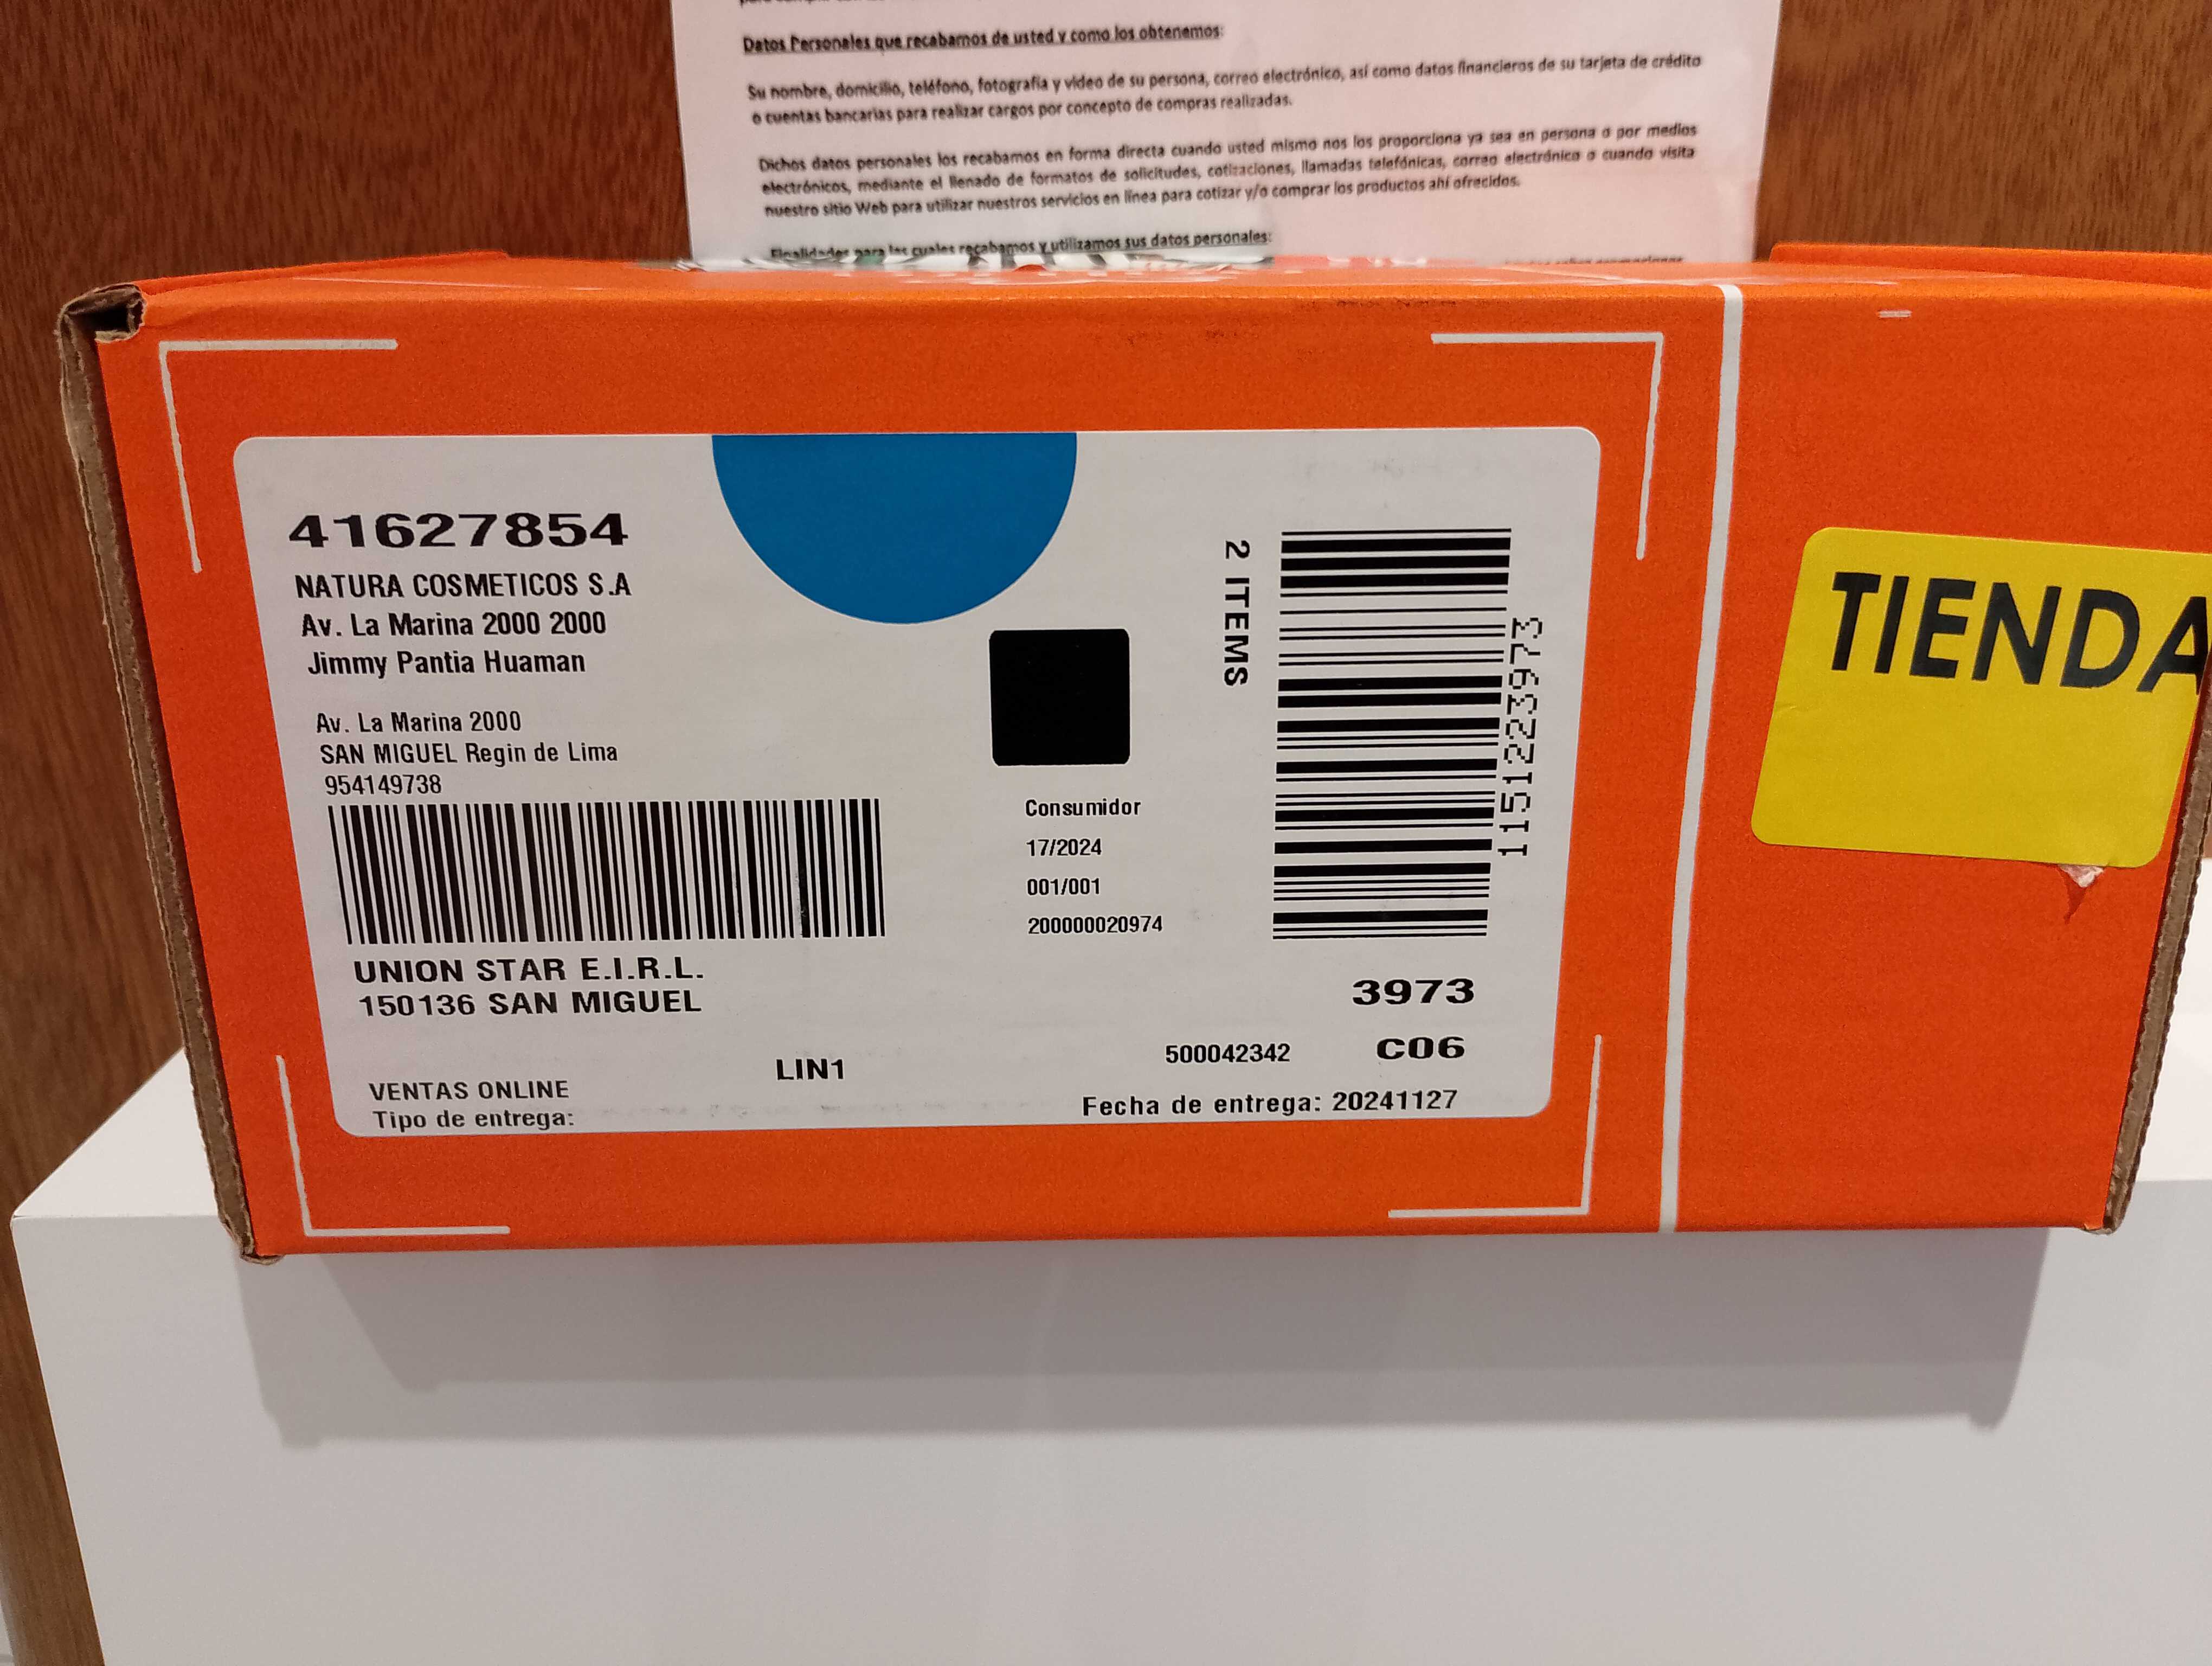 Datos Personales que recabamos de usted y como los obtenemos:
Su nombre, domicilio, teléfono, fotografía y video de su persona, correo electrónico, así como datos financieros de su tarjeta de crédito
o cuentas bancarias para realizar cargos por concepto de compras realizadas.
Dichos datos personales los recabamos en forma directa cuando usted mismo nos los proporciona ya sea en persona o por medios
electrónicos, mediante el llenado de formatos de solicitudes, cotizaciones, llamadas telefónicas, correo electrónico o cuando visita
nuestro sitio Web para utilizar nuestros servicios en línea para cotizar y/o comprar los productos ahí ofrecidos.
Finalidades para las cuales recabamos y utilizamos sus datos personales:
41627854
NATURA COSMETICOS S.A
Av. La Marina 2000 2000
Jimmy Pantia Huaman
Av. La Marina 2000
SAN MIGUEL Regin de Lima
954149738
UNION STAR E.I.R.L.
150136 SAN MIGUEL
VENTAS ONLINE
Tipo de entrega:
LIN1
Consumidor
17/2024
001/001
200000020974
2 ITEMS
1151223973
3973
500042342 C06
Fecha de entrega: 20241127
TIENDA